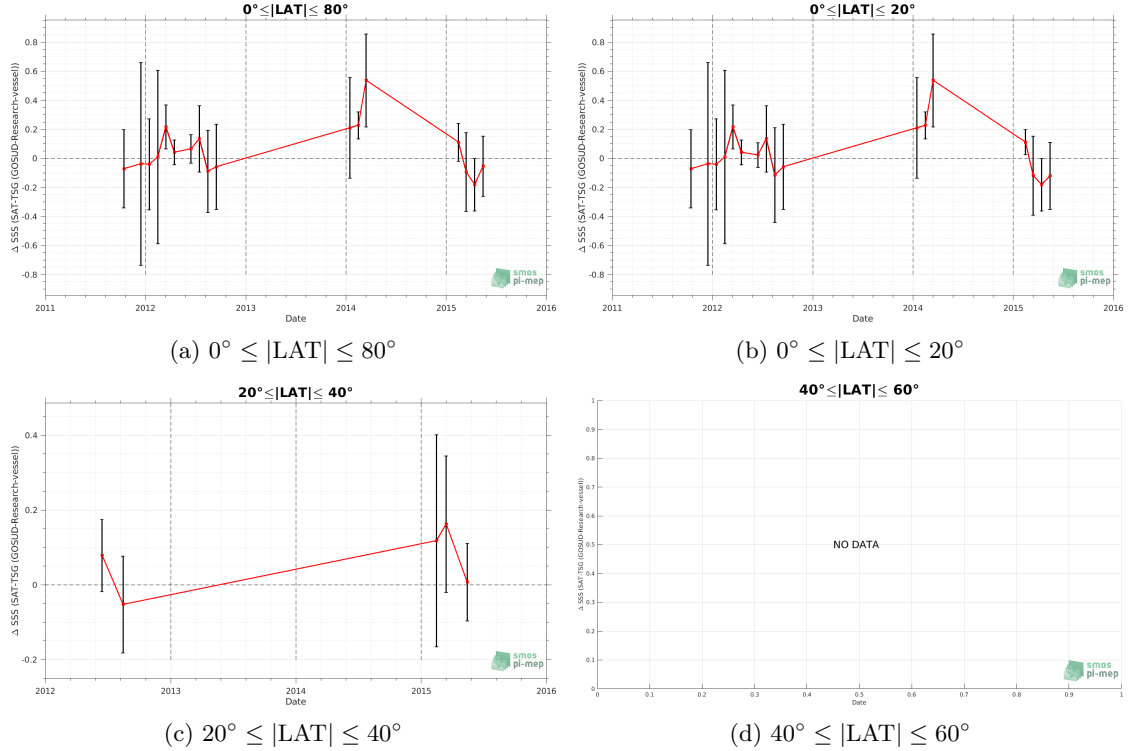 0°≤|LAT|≤ 80°
Δ SSS (SAT-TSG (GOSUD-Research-vessel))
0.8
0.6
0.4
0.2
0
-0.2
-0.4
-0.6
-0.8
2011
2012
2013
2014
2015
2016
Date
smos
pi-mep
(a) 0° ≤ |LAT| ≤ 80°
0°≤|LAT|≤ 20°
Δ SSS (SAT-TSG (GOSUD-Research-vessel))
0.8
0.6
0.4
0.2
0
-0.2
-0.4
-0.6
-0.8
2011
2012
2013
2014
2015
2016
Date
smos
pi-mep
(b) 0° ≤ |LAT| ≤ 20°
20°≤|LAT|≤ 40°
Δ SSS (SAT-TSG (GOSUD-Research-vessel))
0.4
0.2
0
-0.2
2012
2013
2014
2015
2016
Date
smos
pi-mep
(c) 20° ≤ |LAT| ≤ 40°
40°≤|LAT|≤ 60°
Δ SSS (SAT-TSG (GOSUD-Research-vessel))
1
0.9
0.8
0.7
0.6
0.5
0.4
0.3
0.2
0.1
0
NO DATA
0
0.1
0.2
0.3
0.4
0.5
0.6
0.7
0.8
0.9
1
Date
smos
pi-mep
(d) 40° ≤ |LAT| ≤ 60°